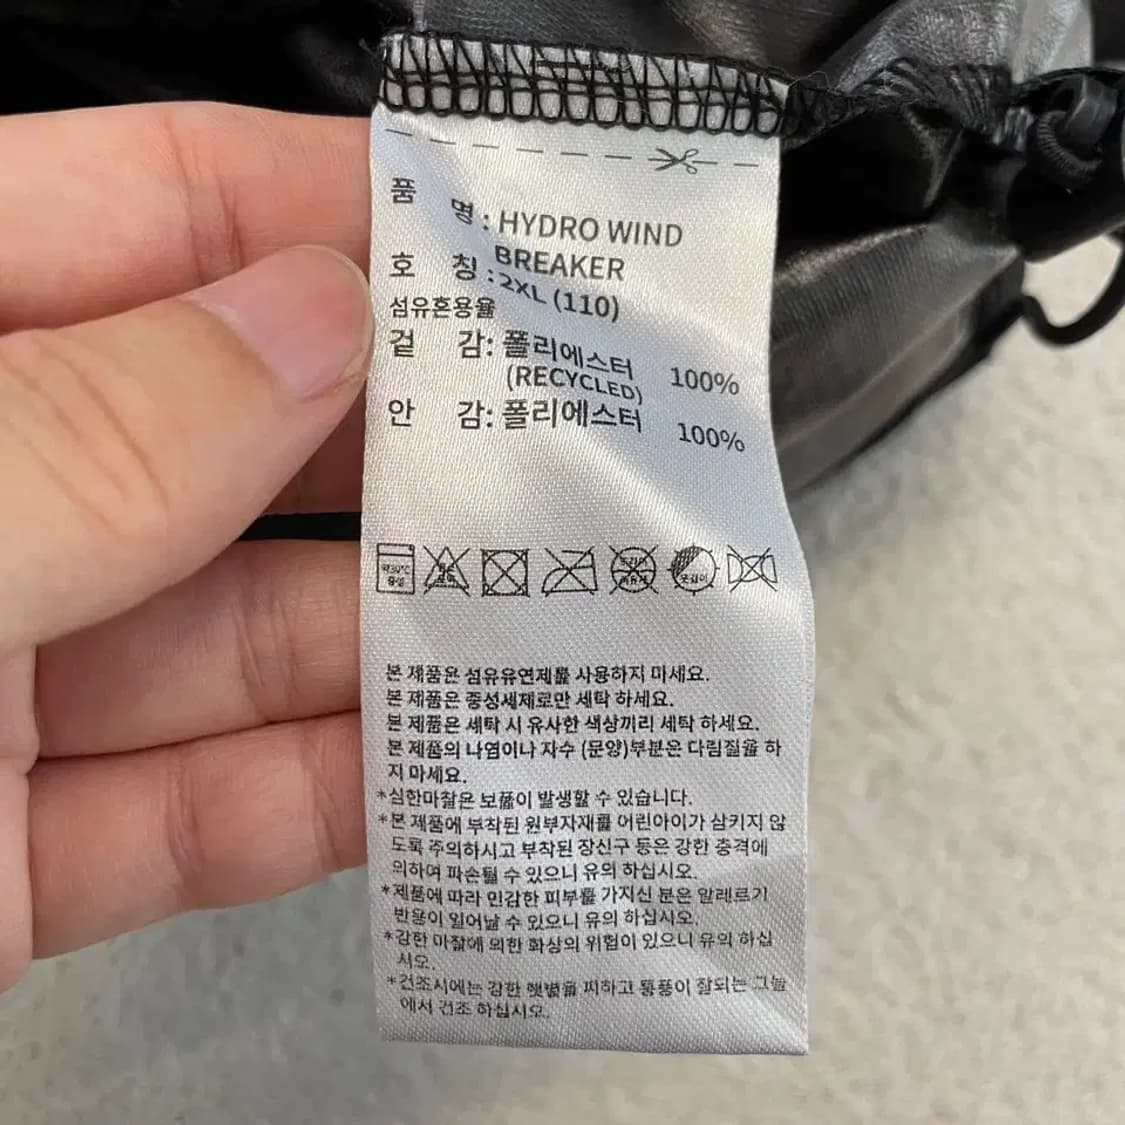 품 명 : HYDRO WIND
BREAKER
호 칭 : 2XL (110)
섬유혼용율
겉 감: 폴리에스터 100%
(RECYCLED)
안 감: 폴리에스터 100%
약30℃ 중성
옷걸이
본 제품은 섬유유연제를 사용하지 마세요.
본 제품은 중성세제로만 세탁 하세요.
본 제품은 세탁 시 유사한 색상끼리 세탁 하세요.
본 제품의 나염이나 자수 (문양)부분은 다림질을 하
지 마세요.
*심한마찰은 보풀이 발생할 수 있습니다.
*본 제품에 부착된 원부자재를 어린아이가 삼키지 않
도록 주의하시고 부착된 장신구 등은 강한 충격에
의하여 파손될 수 있으니 유의 하십시오.
*제품에 따라 민감한 피부를 가지신 분은 알레르기
반응이 일어날 수 있으니 유의 하십시오.
*강한 마찰에 의한 화상의 위험이 있으니 유의 하십
시오.
*건조시에는 강한 햇볕을 피하고 통풍이 잘되는 그늘
에서 건조 하십시오.